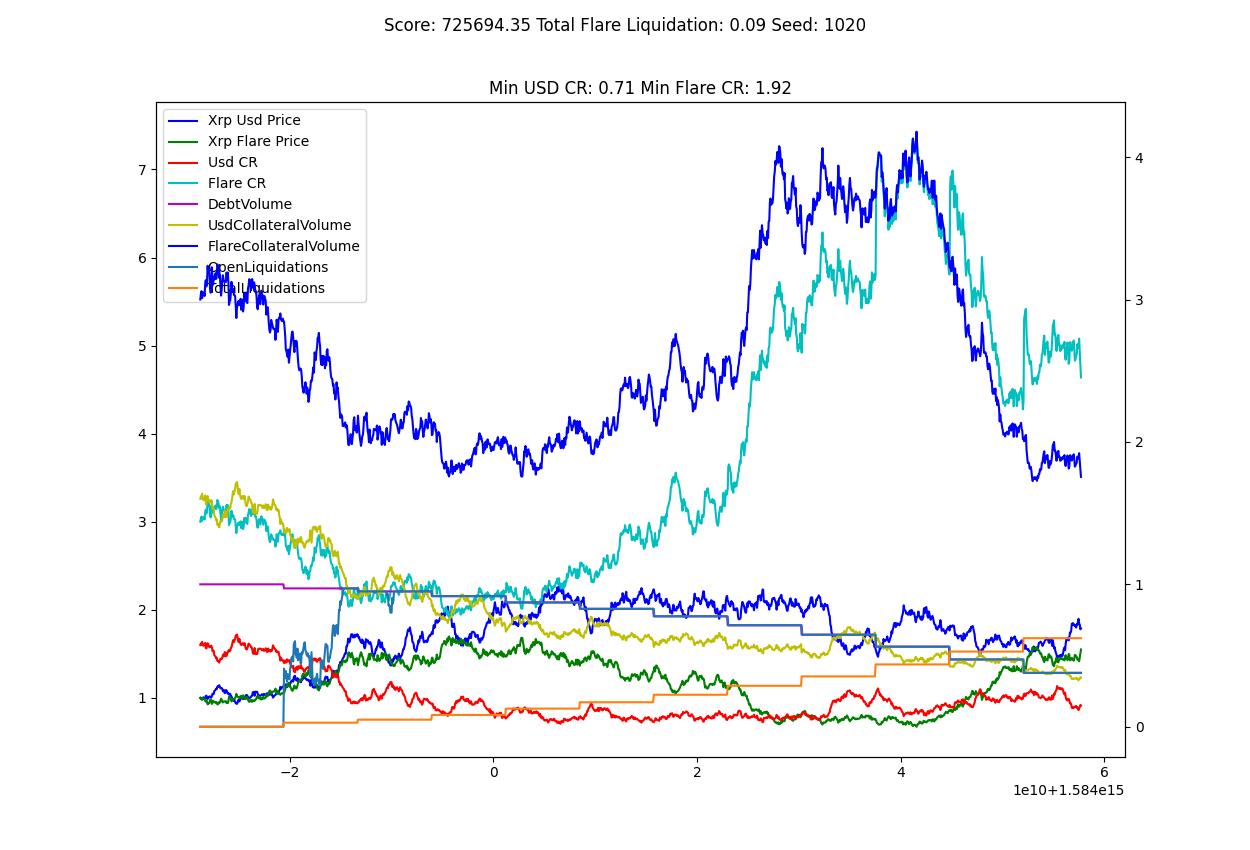 Score: 725694.35 Total Flare Liquidation: 0.09 Seed: 1020
Min USD CR: 0.71 Min Flare CR: 1.92
Xrp Usd Price
Xrp Flare Price
Usd CR
Flare CR
DebtVolume
UsdCollateralVolume
FlareCollateralVolume
OpenLiquidations
TotalLiquidations
7
6
5
4
3
2
1
4
3
2
1
0
−2
0
2
4
6
1e10+1.584e15